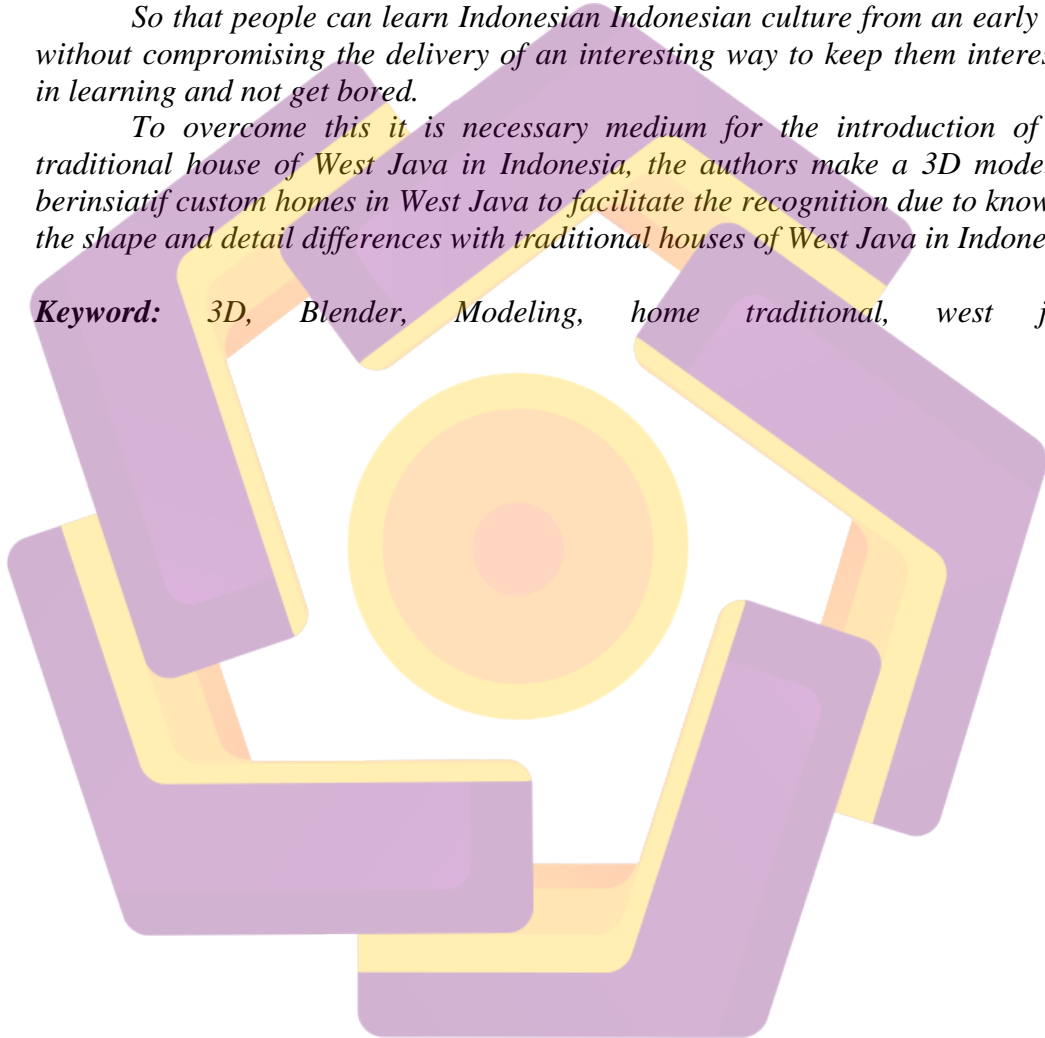 So that people can learn Indonesian Indonesian culture from an early
without compromising the delivery of an interesting way to keep them interes
in learning and not get bored.
To overcome this it is necessary medium for the introduction of
traditional house of West Java in Indonesia, the authors make a 3D mode
berinsiatif custom homes in West Java to facilitate the recognition due to know
the shape and detail differences with traditional houses of West Java in Indone
Keyword: 3D, Blender, Modeling, home traditional, west j